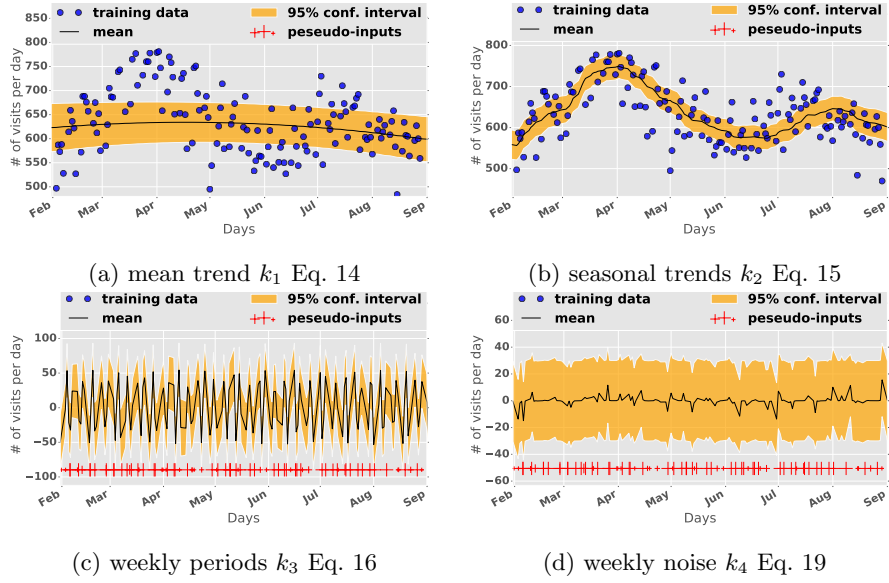 training data 95% conf. interval
mean peseudo-inputs
850
800
750
700
650
600
550
500
# of visits per day
Feb Mar Apr May Jun Jul Aug Sep
Days
(a) mean trend k1 Eq. 14
training data 95% conf. interval
mean peseudo-inputs
800
700
600
500
# of visits per day
Feb Mar Apr May Jun Jul Aug Sep
Days
(b) seasonal trends k2 Eq. 15
training data 95% conf. interval
mean peseudo-inputs
100
50
0
−50
−100
# of visits per day
Feb Mar Apr May Jun Jul Aug Sep
Days
(c) weekly periods k3 Eq. 16
training data 95% conf. interval
mean peseudo-inputs
60
40
20
0
−20
−40
−60
# of visits per day
Feb Mar Apr May Jun Jul Aug Sep
Days
(d) weekly noise k4 Eq. 19